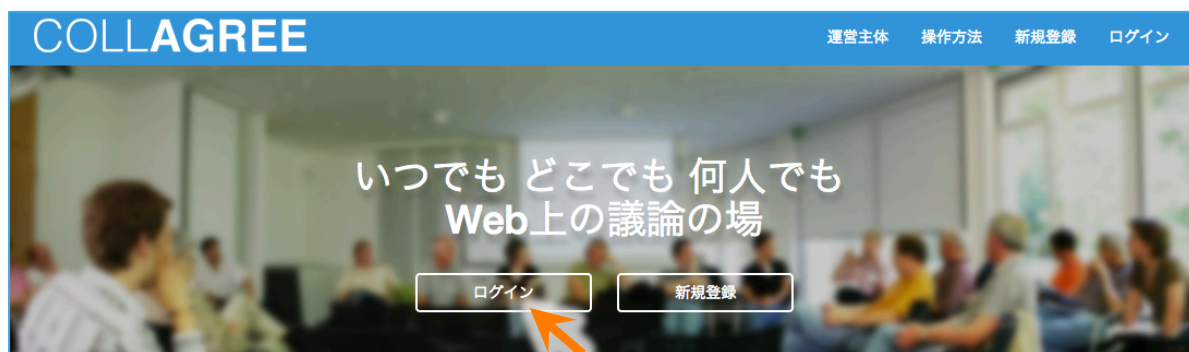 COLLAGREE
運営主体 操作方法 新規登録 ログイン
いつでも どこでも 何人でも
Web上の議論の場
ログイン 新規登録